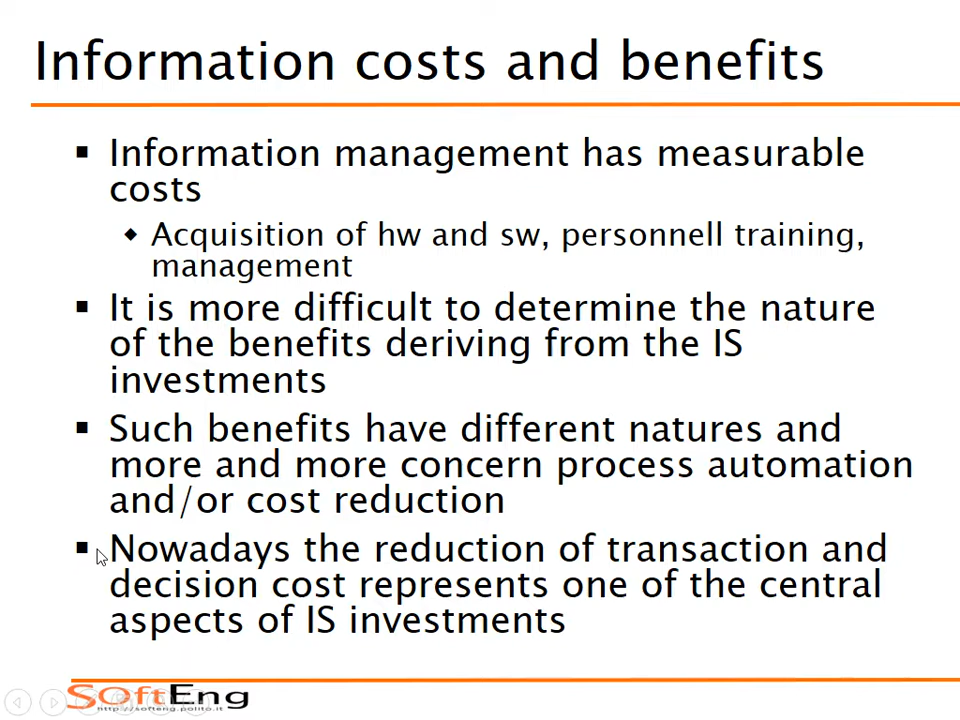 Information costs and benefits
Information management has measurable
costs
Acquisition of hw and sw, personnell training,
management
It is more difficult to determine the nature
of the benefits deriving from the IS
investments
Such benefits have different natures and
more and more concern process automation
and/or cost reduction
Nowadays the reduction of transaction and
decision cost represents one of the central
aspects of IS investments
SoftEng
http://softeng.polito.it